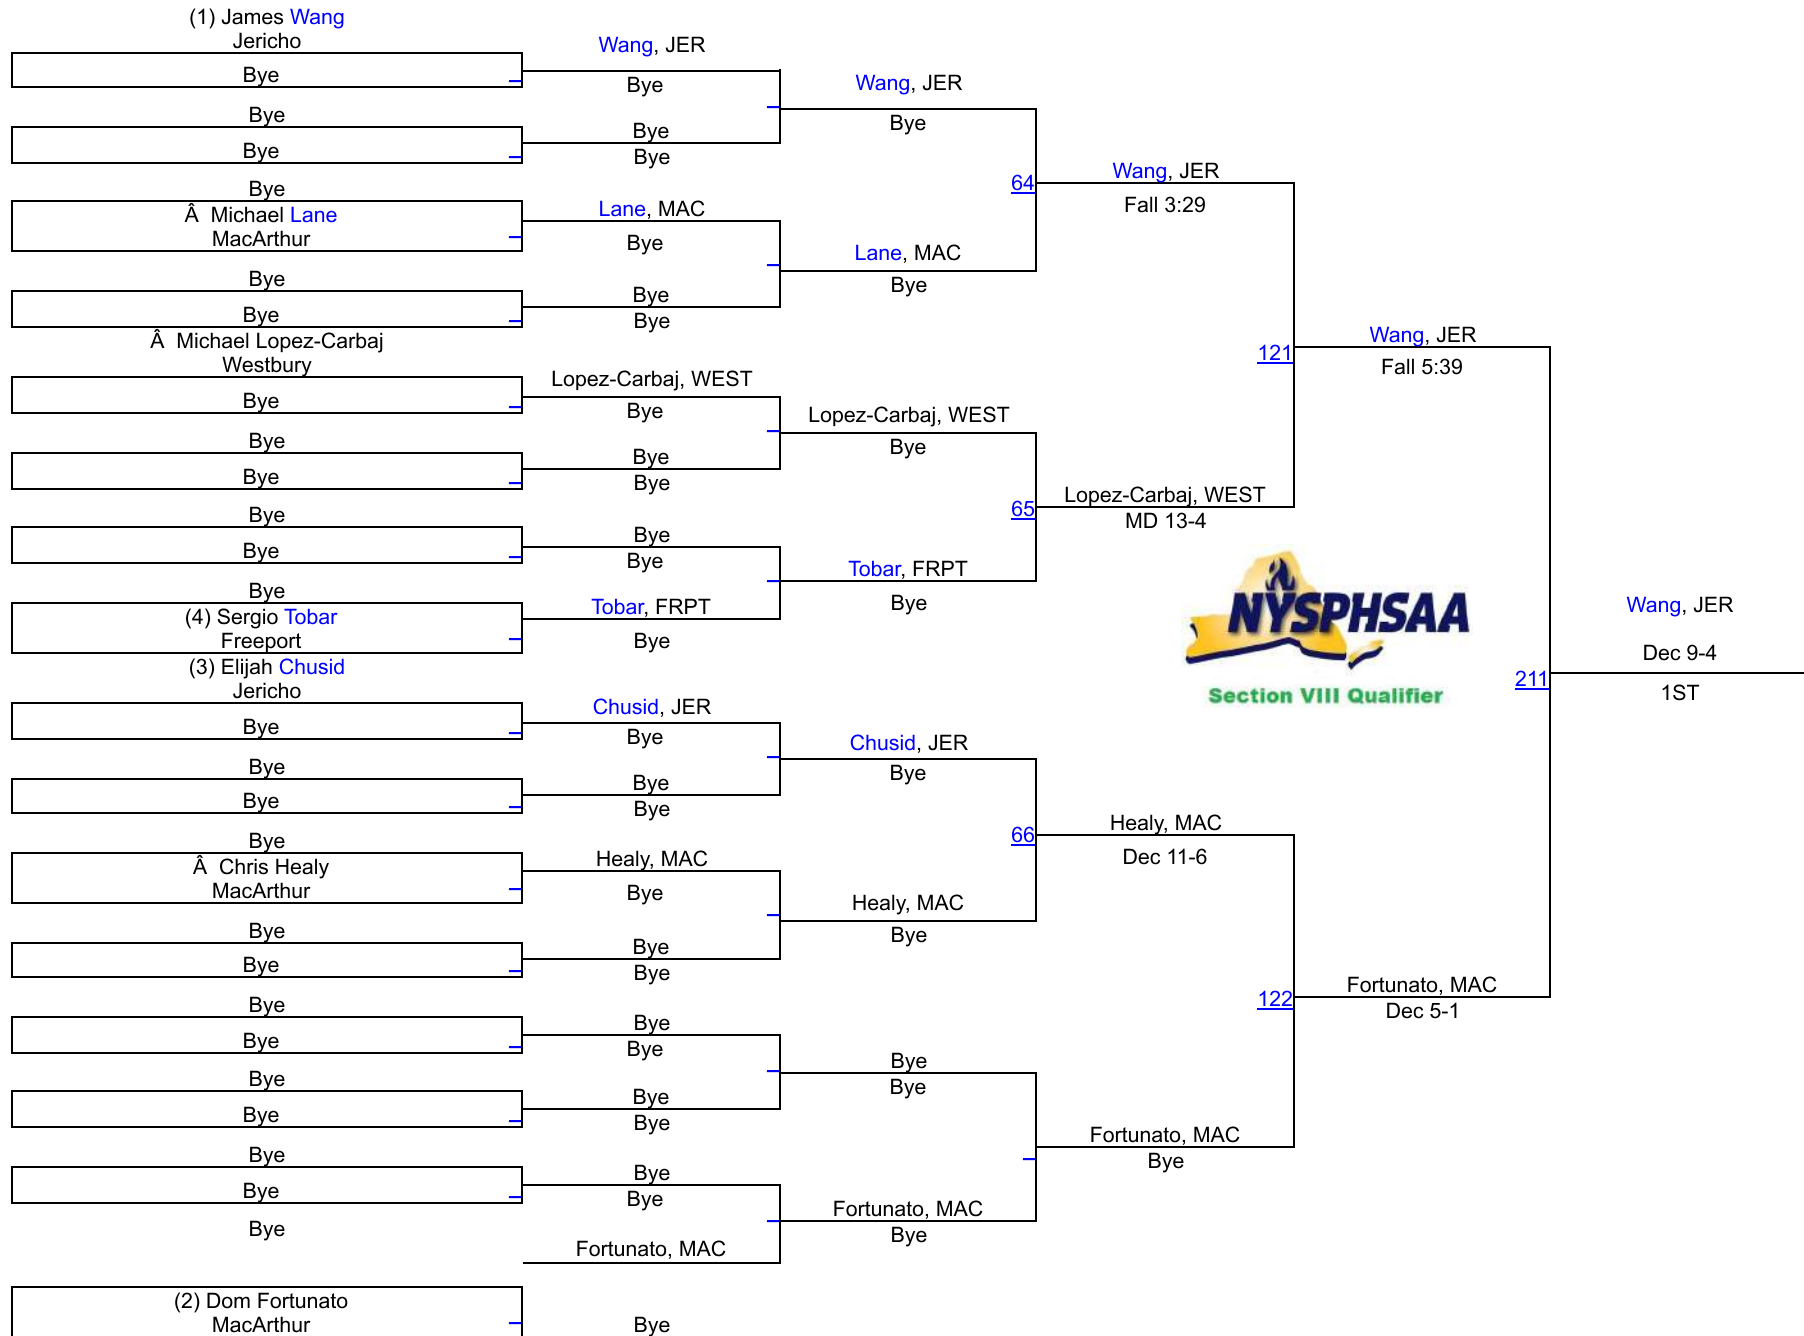 (1) James Wang
Jericho
Bye
Bye
Bye
Bye
Â Michael Lane
MacArthur
Bye
Bye
Â Michael Lopez-Carbaj
Westbury
Bye
Bye
Bye
Bye
Bye
Bye
(4) Sergio Tobar
Freeport
(3) Elijah Chusid
Jericho
Bye
Bye
Bye
Bye
Â Chris Healy
MacArthur
Bye
Bye
Bye
Bye
Bye
Bye
Bye
Bye
Bye
(2) Dom Fortunato
MacArthur
Wang, JER
Bye
Bye
Bye
Lane, MAC
Bye
Bye
Bye
Lopez-Carbaj, WEST
Bye
Bye
Bye
Bye
Bye
Tobar, FRPT
Bye
Chusid, JER
Bye
Bye
Bye
Healy, MAC
Bye
Bye
Bye
Bye
Bye
Bye
Bye
Bye
Bye
Fortunato, MAC
Bye
Wang, JER
Bye
64
Lane, MAC
Bye
Lopez-Carbaj, WEST
Bye
65
Tobar, FRPT
Bye
Chusid, JER
Bye
66
Healy, MAC
Bye
Bye
Bye
Fortunato, MAC
Bye
Wang, JER
Fall 3:29
121
Lopez-Carbaj, WEST
MD 13-4
NYSPHSAA
Section VIII Qualifier
Healy, MAC
Dec 11-6
122
Fortunato, MAC
Bye
Wang, JER
Fall 5:39
211
Fortunato, MAC
Dec 5-1
Wang, JER
Dec 9-4
1ST